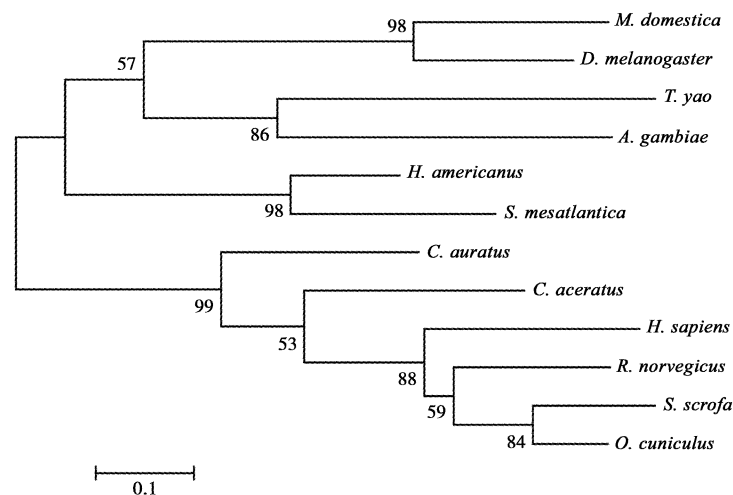 98
M. domestica
57
D. melanogaster
T. yao
86
A. gambiae
H. americanus
98
S. mesatlantica
C. auratus
99
C. aceratus
53
H. sapiens
88
R. norvegicus
59
S. scrofa
84
O. cuniculus
0.1